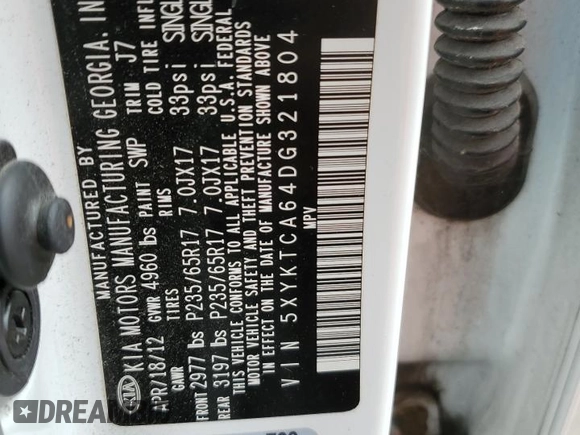 MANUFACTURED BY
KIA KIA MOTORS MANUFACTURING GEORGIA. IN
APR/18/12 PAINT SWP TRIM J7
GVWR 4960 lbs
GAWR TIRES RIMS COLD TIRE INFL
FRONT 2977 lbs P235/65R17 7.0JX17 33psi SINGL
REAR 3197 lbs P235/65R17 7.0JX17 33psi SINGL
THIS VEHICLE CONFORMS TO ALL APPLICABLE U.S.A. FEDERAL
MOTOR VEHICLE SAFETY AND THEFT PREVENTION STANDARDS
IN EFFECT ON THE DATE OF MANUFACTURE SHOWN ABOVE
VIN 5XYKTCA64DG321804
MPV